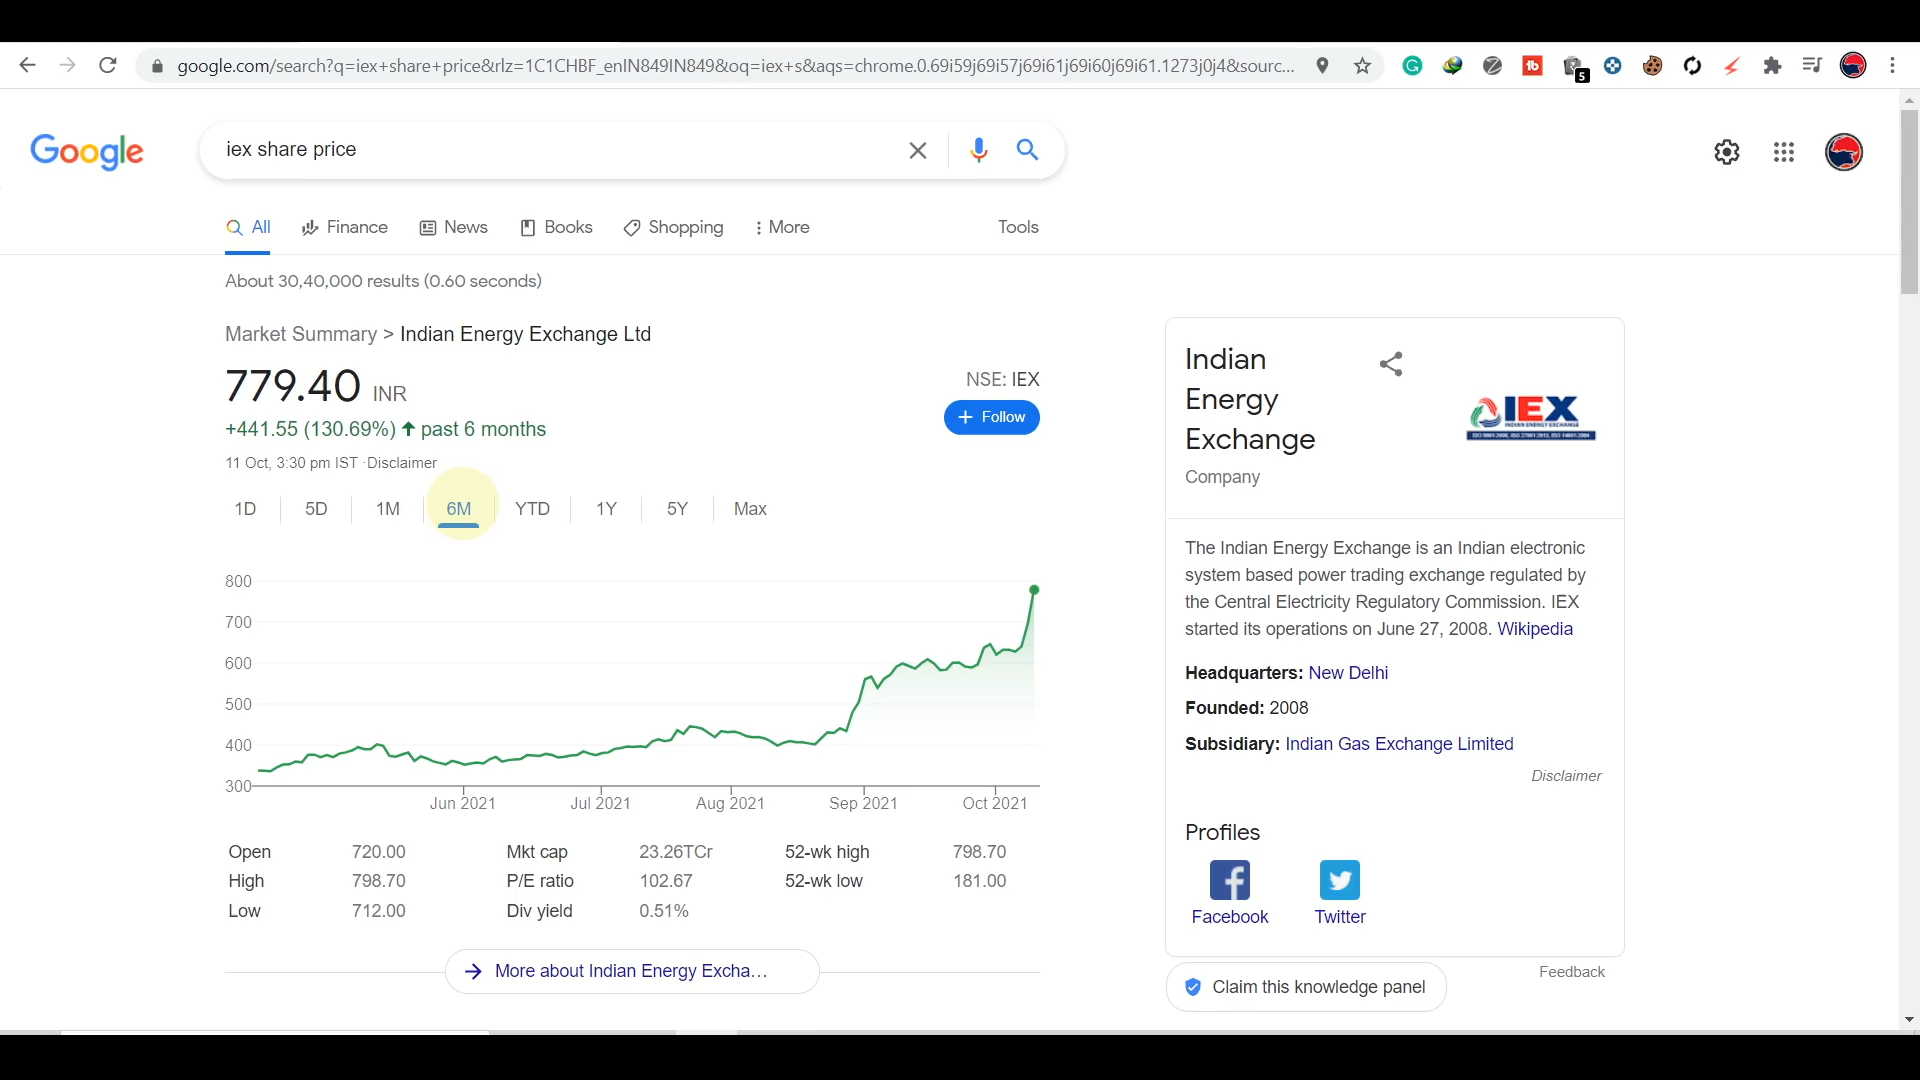 google.com/search?q=iex+share+price&rlz=1C1CHBF_enIN849IN849&oq=iex+s&aqs=chrome.0.69i59j69i57j69i61j69i60j69i61.1273j0j4&sourc...
tb
5
Google
iex share price
All
Finance
News
Books
Shopping
More
Tools
About 30,40,000 results (0.60 seconds)
Market Summary > Indian Energy Exchange Ltd
779.40 INR
NSE: IEX
+ Follow
+441.55 (130.69%) ↑ past 6 months
11 Oct, 3:30 pm IST ·Disclaimer
1D
5D
1M
6M
YTD
1Y
5Y
Max
800
700
600
500
400
300
Jun 2021
Jul 2021
Aug 2021
Sep 2021
Oct 2021
Open 720.00 Mkt cap 23.26TCr 52-wk high 798.70
High 798.70 P/E ratio 102.67 52-wk low 181.00
Low 712.00 Div yield 0.51%
→ More about Indian Energy Excha...
Indian
Energy
Exchange
Company
IEX
INDIAN ENERGY EXCHANGE
The Indian Energy Exchange is an Indian electronic
system based power trading exchange regulated by
the Central Electricity Regulatory Commission. IEX
started its operations on June 27, 2008. Wikipedia
Headquarters: New Delhi
Founded: 2008
Subsidiary: Indian Gas Exchange Limited
Disclaimer
Profiles
Facebook
Twitter
Claim this knowledge panel
Feedback